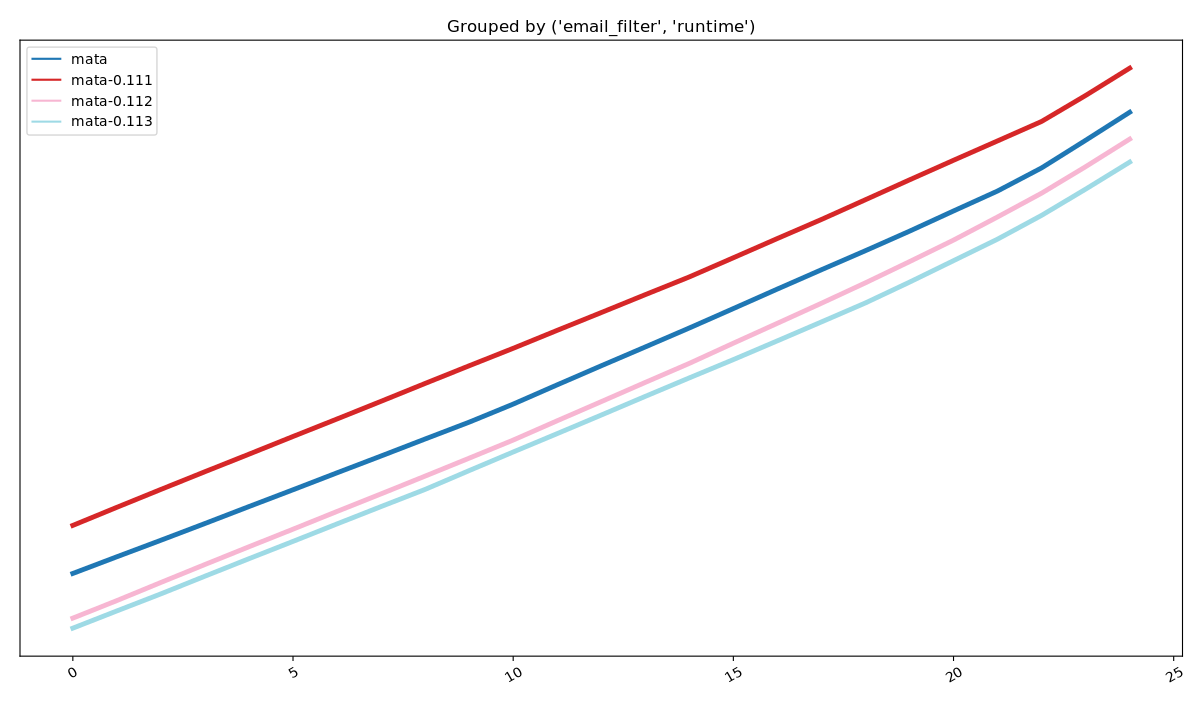 Grouped by ('email_filter', 'runtime')
mata
mata-0.111
mata-0.112
mata-0.113
0
5
10
15
20
25